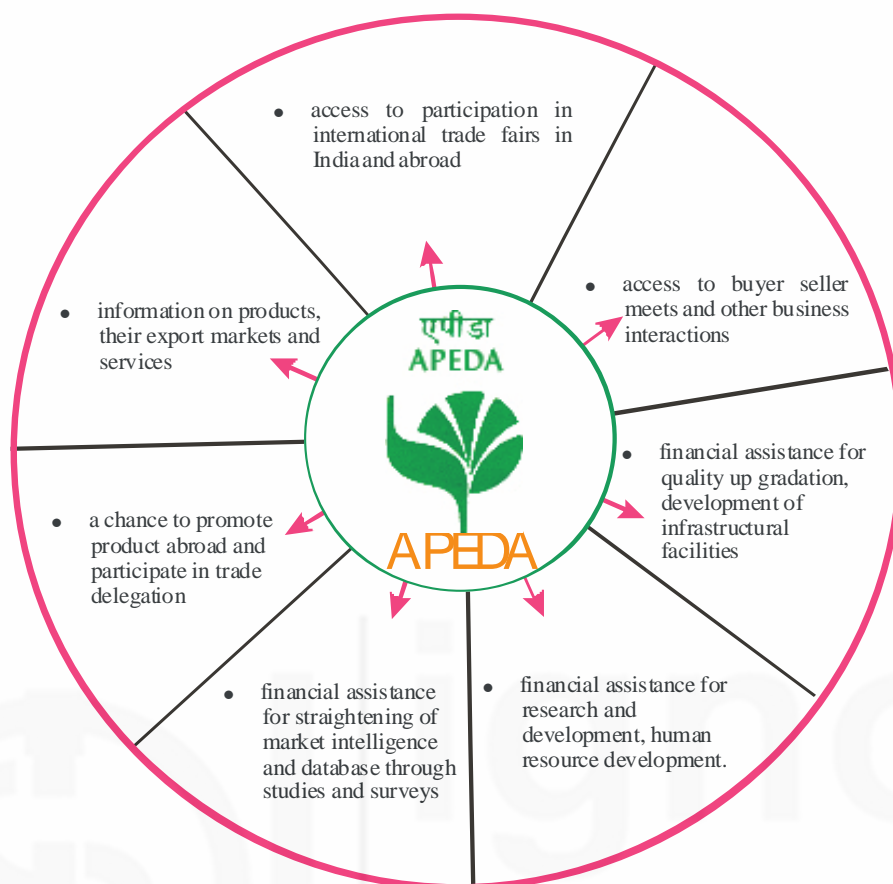 • access to participation in
international trade fairs in
India and abroad
• access to buyer seller
meets and other business
interactions
• information on products,
their export markets and
services
एपीडा
APEDA
APEDA
• financial assistance for
quality up gradation,
development of
infrastructural
facilities
• a chance to promote
product abroad and
participate in trade
delegation
• financial assistance for
research and
development, human
resource development.
• financial assistance
for straightening of
market intelligence
and database through
studies and surveys
igno